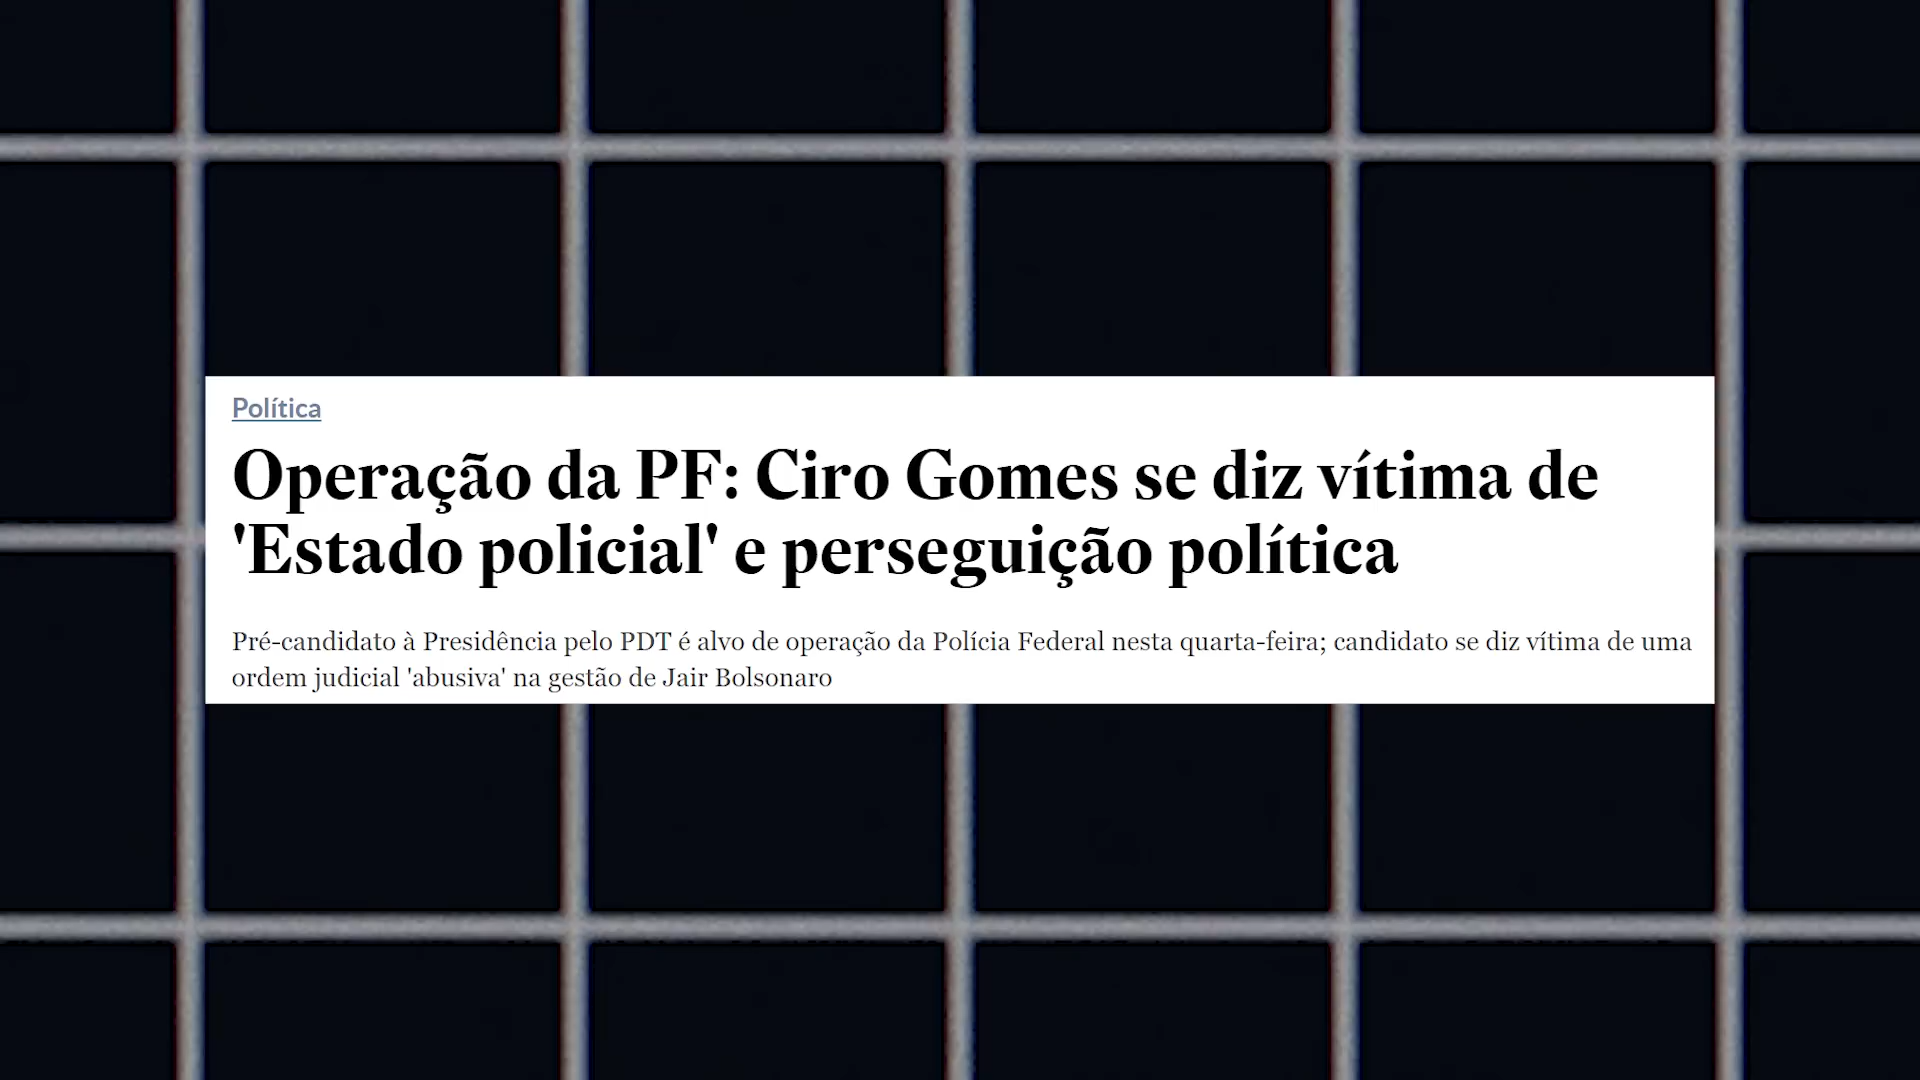 Política
Operação da PF: Ciro Gomes se diz vítima de
'Estado policial' e perseguição política
Pré-candidato à Presidência pelo PDT é alvo de operação da Polícia Federal nesta quarta-feira; candidato se diz vítima de uma
ordem judicial 'abusiva' na gestão de Jair Bolsonaro